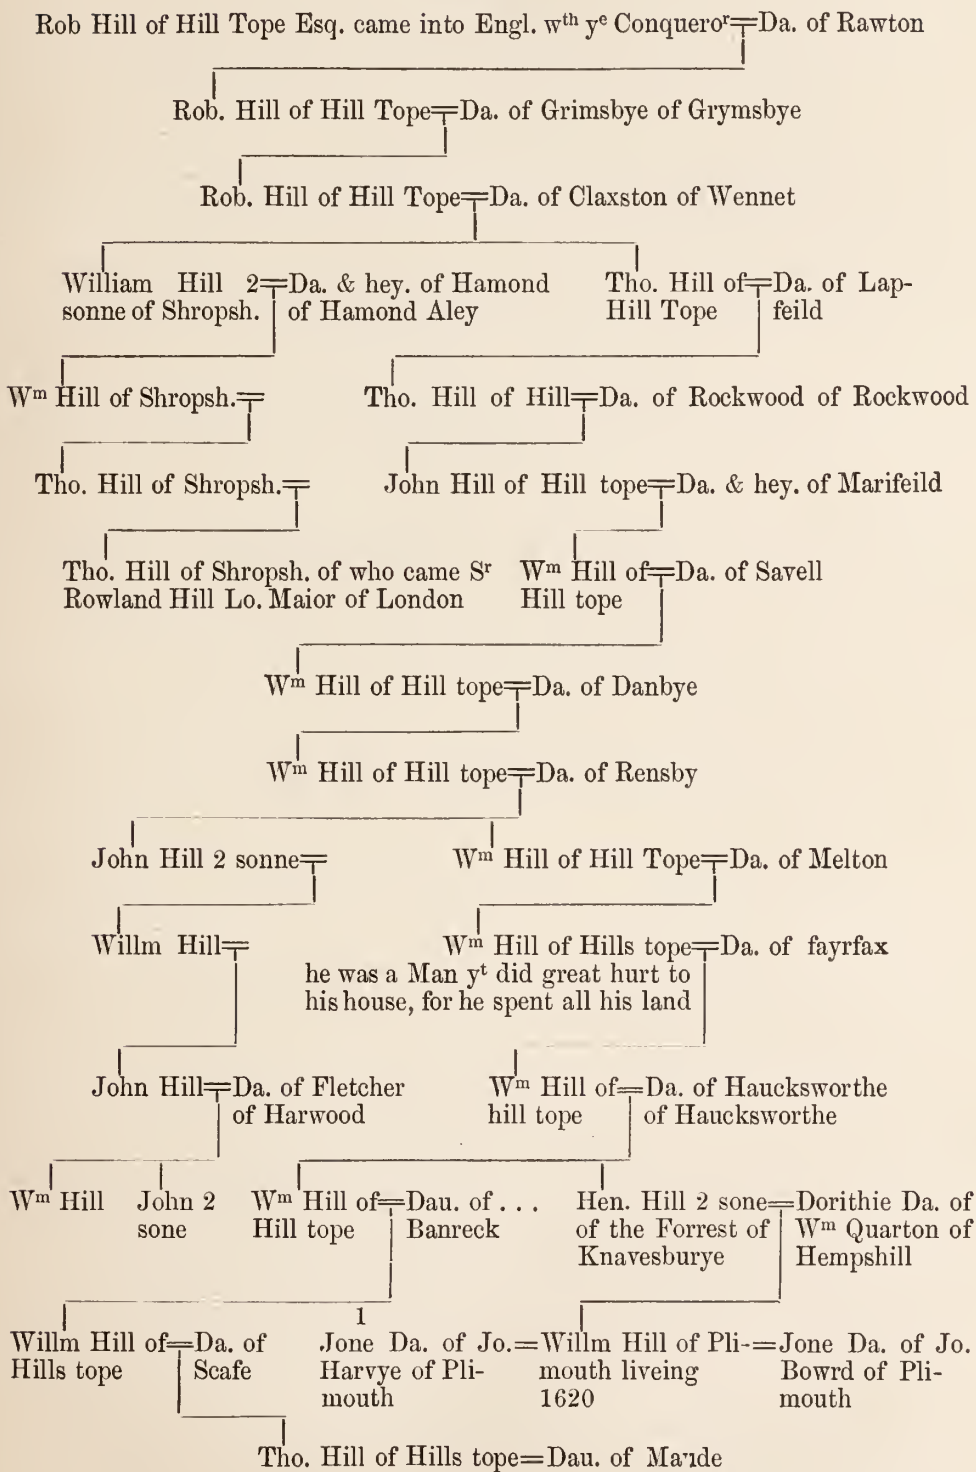 Rob Hill of Hill Tope Esq. came into Engl. wth ye Conqueror=Da. of Rawton
Rob. Hill of Hill Tope=Da. of Grimsbye of Grymsbye
Rob. Hill of Hill Tope=Da. of Claxston of Wennet
William Hill 2=Da. & hey. of Hamond
sonne of Shropsh. of Hamond Aley
Tho. Hill of=Da. of Lap-
Hill Tope feild
Wm Hill of Shropsh.=
Tho. Hill of Hill=Da. of Rockwood of Rockwood
Tho. Hill of Shropsh.=
John Hill of Hill tope=Da. & hey. of Marifeild
Tho. Hill of Shropsh. of who came Sr
Rowland Hill Lo. Maior of London
Wm Hill of=Da. of Savell
Hill tope
Wm Hill of Hill tope=Da. of Danbye
Wm Hill of Hill tope=Da. of Rensby
John Hill 2 sonne=
Wm Hill of Hill Tope=Da. of Melton
Willm Hill=
Wm Hill of Hills tope=Da. of fayrfax
he was a Man yt did great hurt to
his house, for he spent all his land
John Hill=Da. of Fletcher
of Harwood
Wm Hill of=Da. of Haucksworthe
hill tope of Haucksworthe
Wm Hill
John 2
sone
Wm Hill of=Dau. of . . .
Hill tope Banreck
Hen. Hill 2 sone=Dorithie Da. of
of the Forrest of Wm Quarton of
Knavesburye Hempshill
Willm Hill of=Da. of
Hills tope Scafe
1
Jone Da. of Jo.=Willm Hill of Pli-=Jone Da. of Jo.
Harvye of Pli- mouth liveing Bowrd of Pli-
mouth 1620 mouth
Tho. Hill of Hills tope=Dau. of Maude